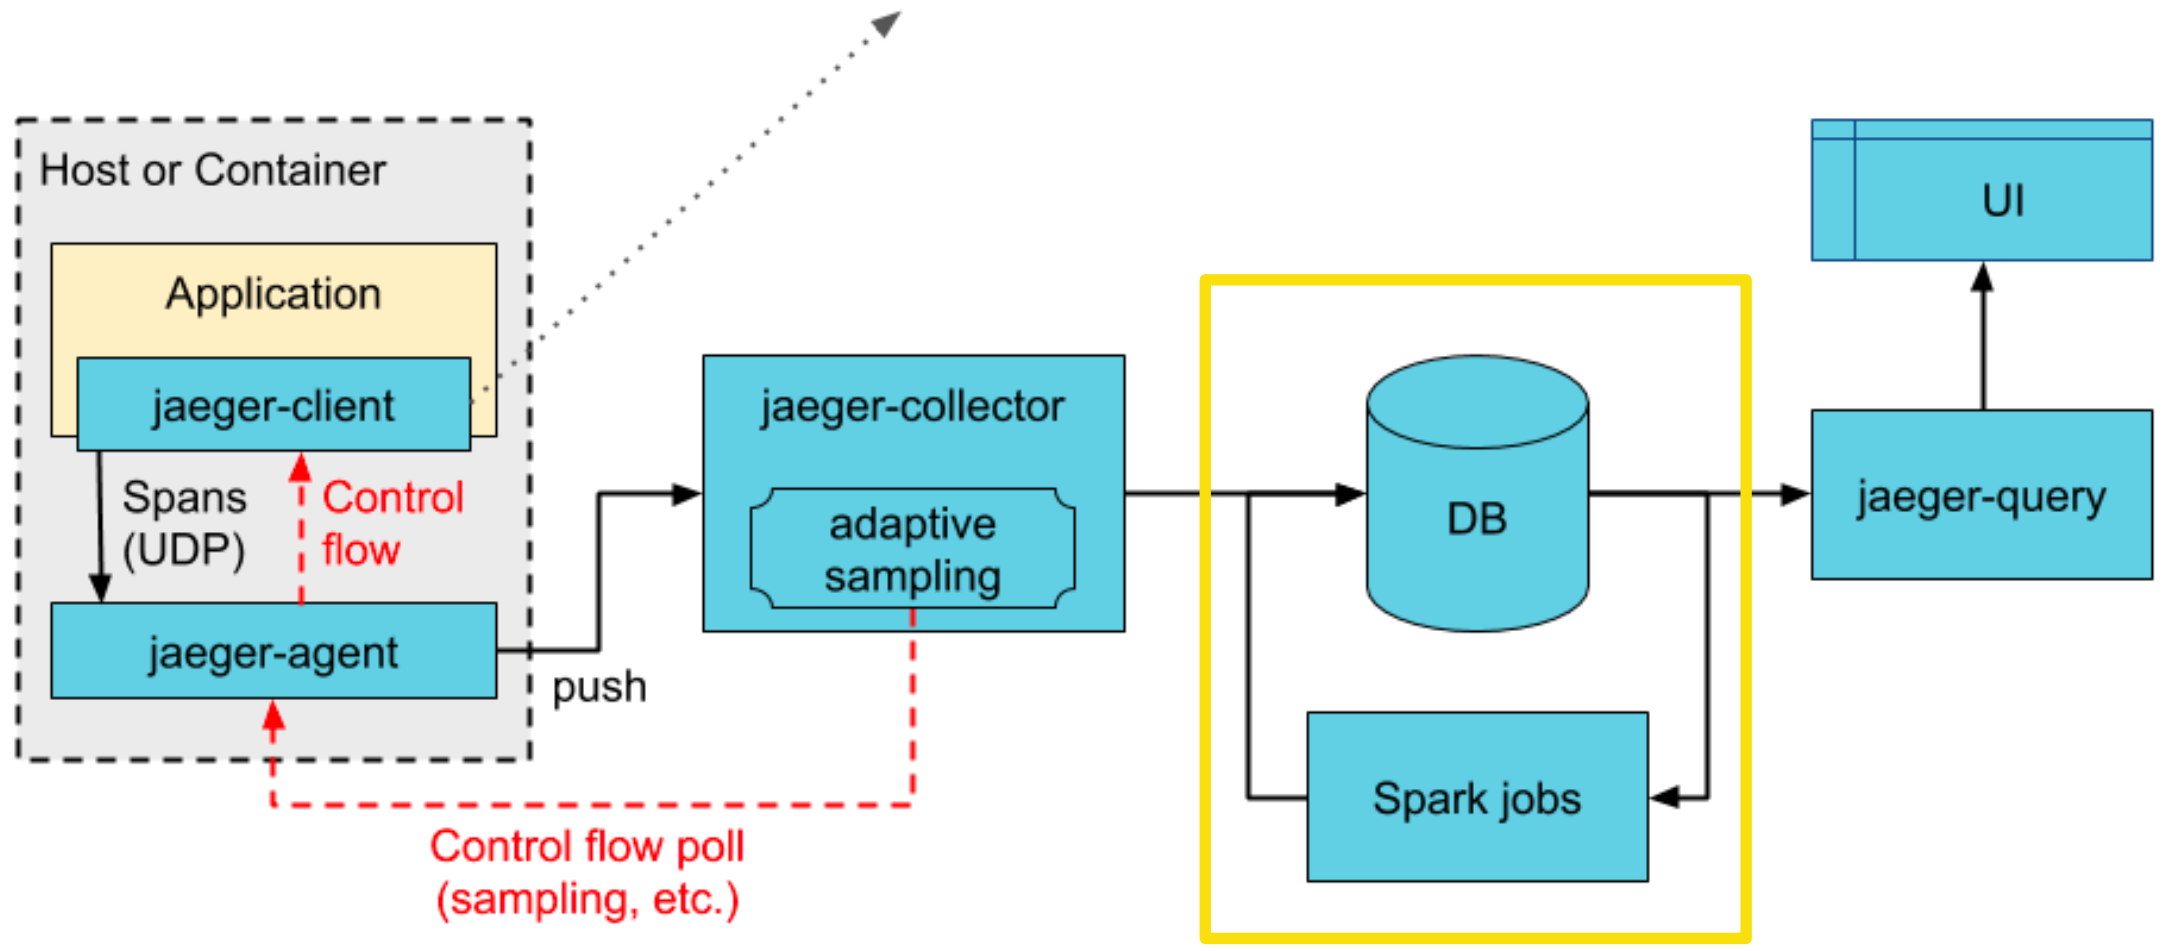 Host or Container
Application
jaeger-client
Spans
(UDP)
Control
flow
jaeger-agent
push
Control flow poll
(sampling, etc.)
jaeger-collector
adaptive
sampling
DB
Spark jobs
UI
jaeger-query